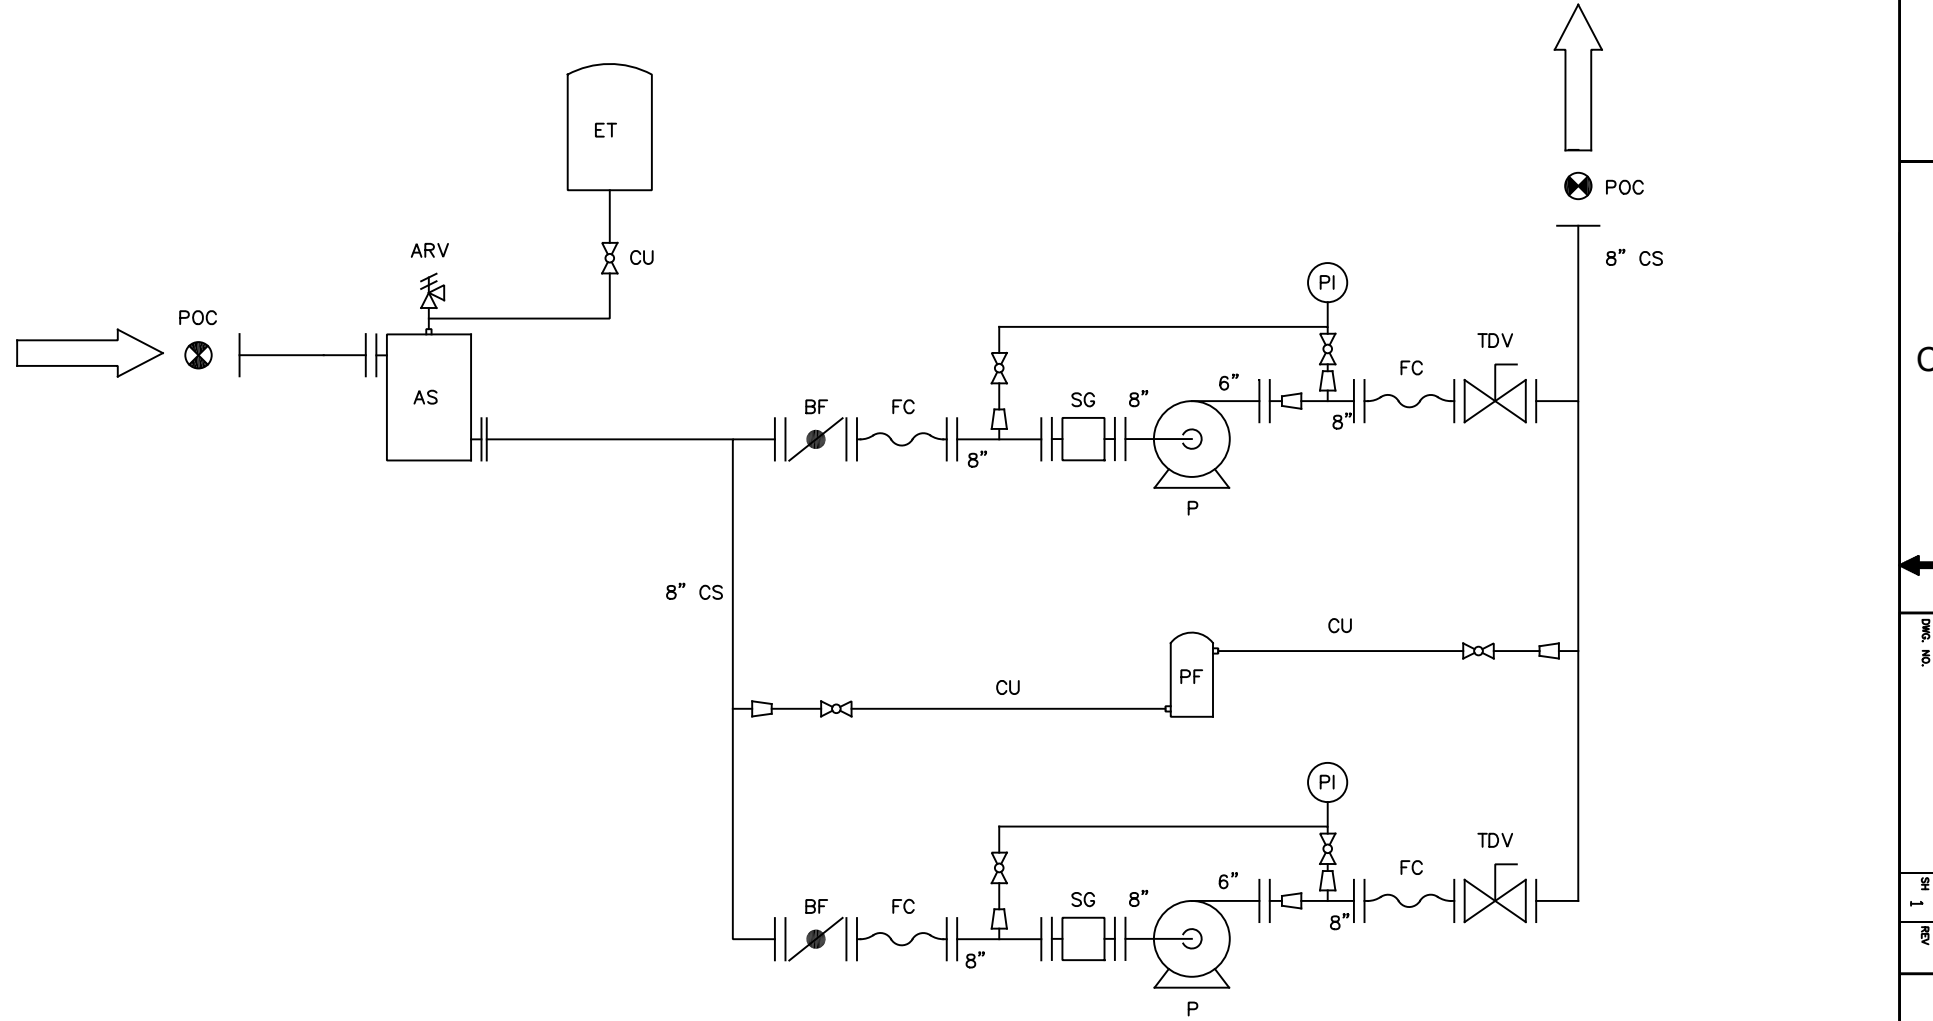 ET
POC
ARV
CU
8” CS
PI
POC
TDV
FC
6”
AS
SG
8”
BF
FC
8”
8”
P
8” CS
CU
PF
CU
PI
TDV
FC
6”
SG
8”
BF
FC
8”
8”
P
DWG. NO.
SH
1
REV